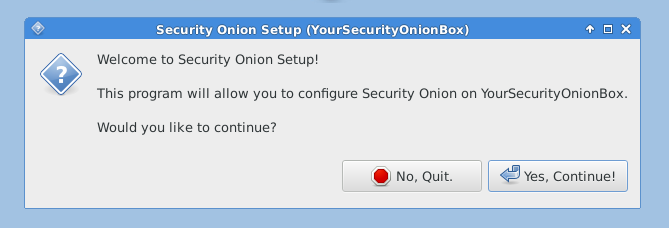 Security Onion Setup (YourSecurityOnionBox)
Welcome to Security Onion Setup!
This program will allow you to configure Security Onion on YourSecurityOnionBox.
Would you like to continue?
No, Quit.
Yes, Continue!